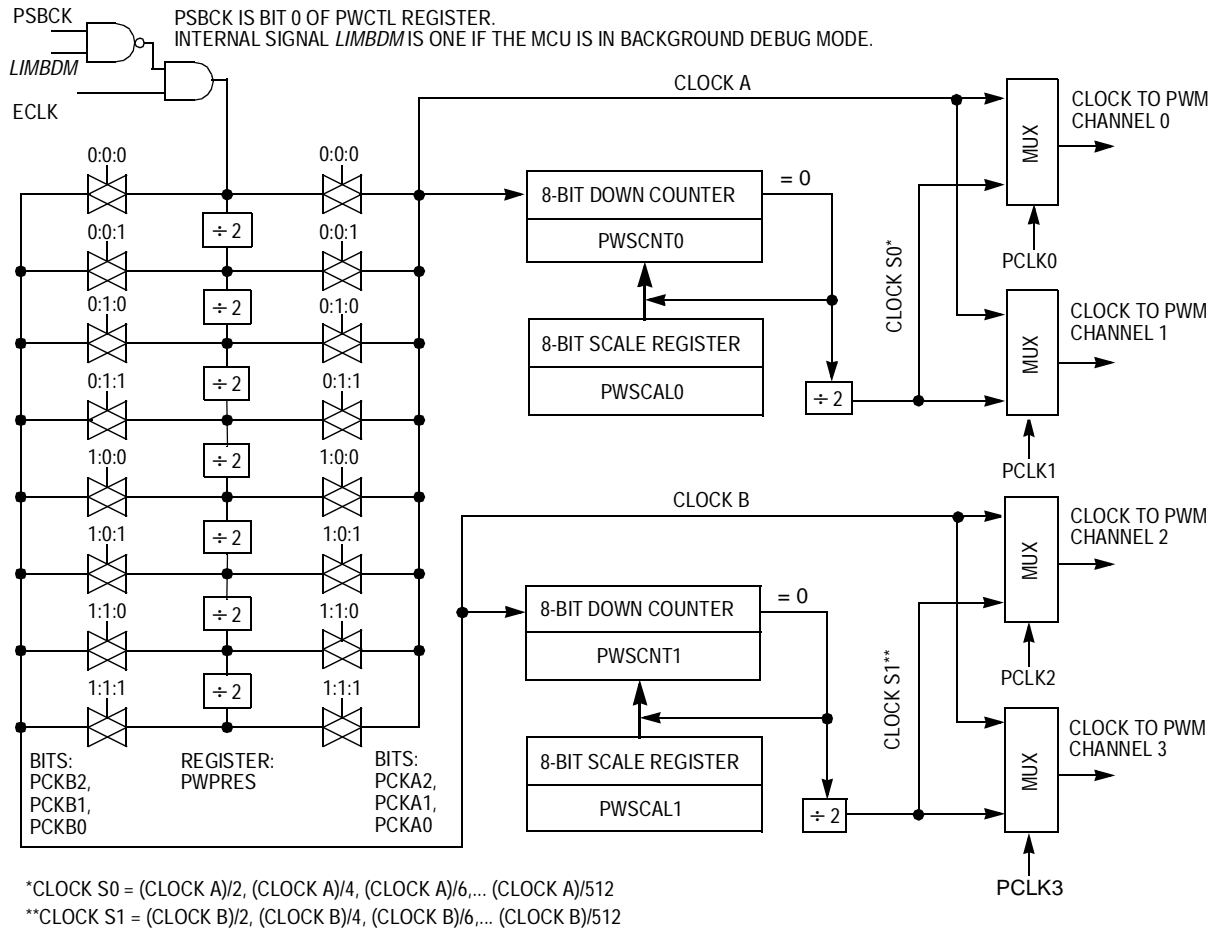 PSBCK
PSBCK IS BIT 0 OF PWCTL REGISTER.
INTERNAL SIGNAL LIMBDM IS ONE IF THE MCU IS IN BACKGROUND DEBUG MODE.
LIMBDM
ECLK
CLOCK A
CLOCK TO PWM
CHANNEL 0
MUX
PCLK0
0:0:0
0:0:0
÷ 2
0:0:1
0:0:1
÷ 2
0:1:0
0:1:0
÷ 2
0:1:1
0:1:1
÷ 2
1:0:0
1:0:0
÷ 2
1:0:1
1:0:1
÷ 2
1:1:0
1:1:0
÷ 2
1:1:1
1:1:1
BITS:
PCKB2,
PCKB1,
PCKB0
REGISTER:
PWPRES
BITS:
PCKA2,
PCKA1,
PCKA0
8-BIT DOWN COUNTER
= 0
PWSCNT0
8-BIT SCALE REGISTER
PWSCAL0
÷ 2
CLOCK S0*
CLOCK TO PWM
CHANNEL 1
MUX
PCLK1
CLOCK B
CLOCK TO PWM
CHANNEL 2
MUX
PCLK2
8-BIT DOWN COUNTER
= 0
PWSCNT1
8-BIT SCALE REGISTER
PWSCAL1
÷ 2
CLOCK S1**
CLOCK TO PWM
CHANNEL 3
MUX
PCLK3
*CLOCK S0 = (CLOCK A)/2, (CLOCK A)/4, (CLOCK A)/6,... (CLOCK A)/512
**CLOCK S1 = (CLOCK B)/2, (CLOCK B)/4, (CLOCK B)/6,... (CLOCK B)/512